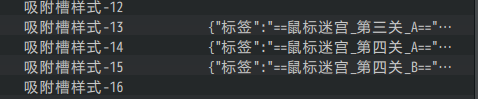 吸附槽样式-12
吸附槽样式-13 {"标签":"==鼠标迷宫_第三关_A=="…
吸附槽样式-14 {"标签":"==鼠标迷宫_第四关_A=="…
吸附槽样式-15 {"标签":"==鼠标迷宫_第四关_B=="…
吸附槽样式-16